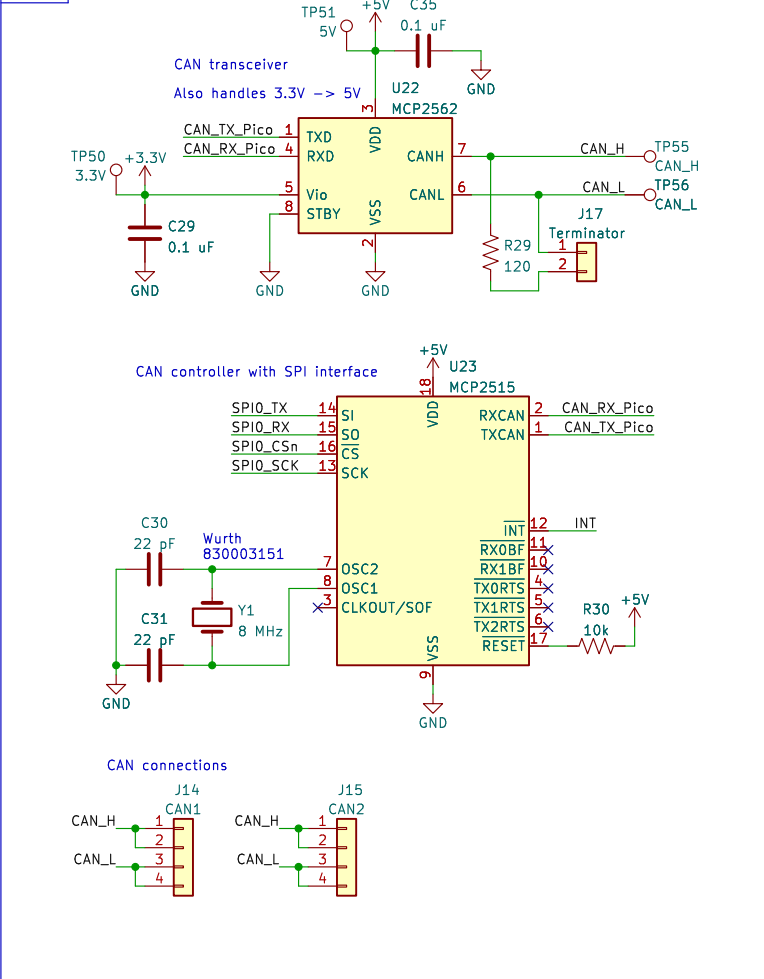 TP51
5V
+5V
C35
0.1 uF
GND
CAN transceiver
Also handles 3.3V -> 5V
U22
MCP2562
3
VDD
CAN_TX_Pico
1
TXD
CAN_RX_Pico
4
RXD
CANH
7
CAN_H
TP55
CAN_H
TP50
3.3V
+3.3V
5
Vio
8
STBY
CANL
6
CAN_L
TP56
CAN_L
VSS
2
C29
0.1 uF
GND
GND
GND
R29
120
J17
Terminator
1
2
CAN controller with SPI interface
+5V
U23
MCP2515
18
VDD
SPI0_TX
14
SI
SPI0_RX
15
SO
SPI0_CSn
16
CS
SPI0_SCK
13
SCK
RXCAN
2
CAN_RX_Pico
TXCAN
1
CAN_TX_Pico
INT
12
INT
RX0BF
11
RX1BF
10
TX0RTS
4
TX1RTS
5
TX2RTS
6
RESET
17
R30
10k
+5V
C30
22 pF
Wurth
830003151
7
OSC2
8
OSC1
3
CLKOUT/SOF
Y1
8 MHz
C31
22 pF
GND
VSS
9
GND
CAN connections
J14
CAN1
CAN_H
1
2
CAN_L
3
4
J15
CAN2
CAN_H
1
2
CAN_L
3
4